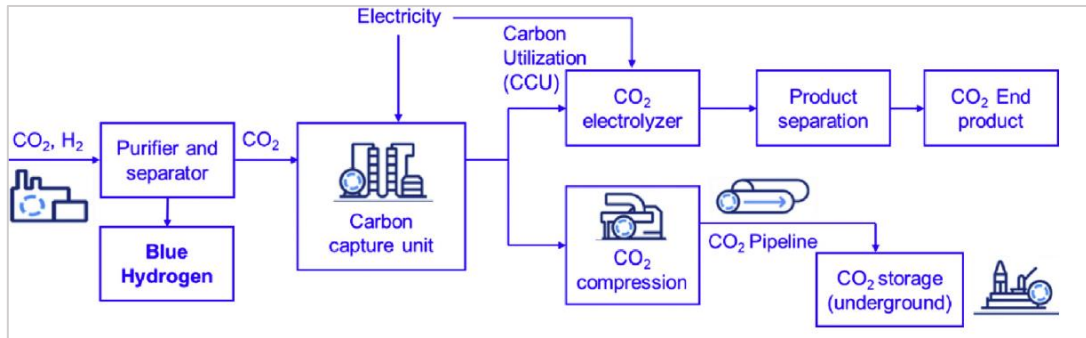 Electricity
Carbon
Utilization
(CCU)
CO₂
electrolyzer
Product
separation
CO₂ End
product
CO₂, H₂
Purifier and
separator
CO₂
Carbon
capture unit
Blue
Hydrogen
CO₂
compression
CO₂ Pipeline
CO₂ storage
(underground)